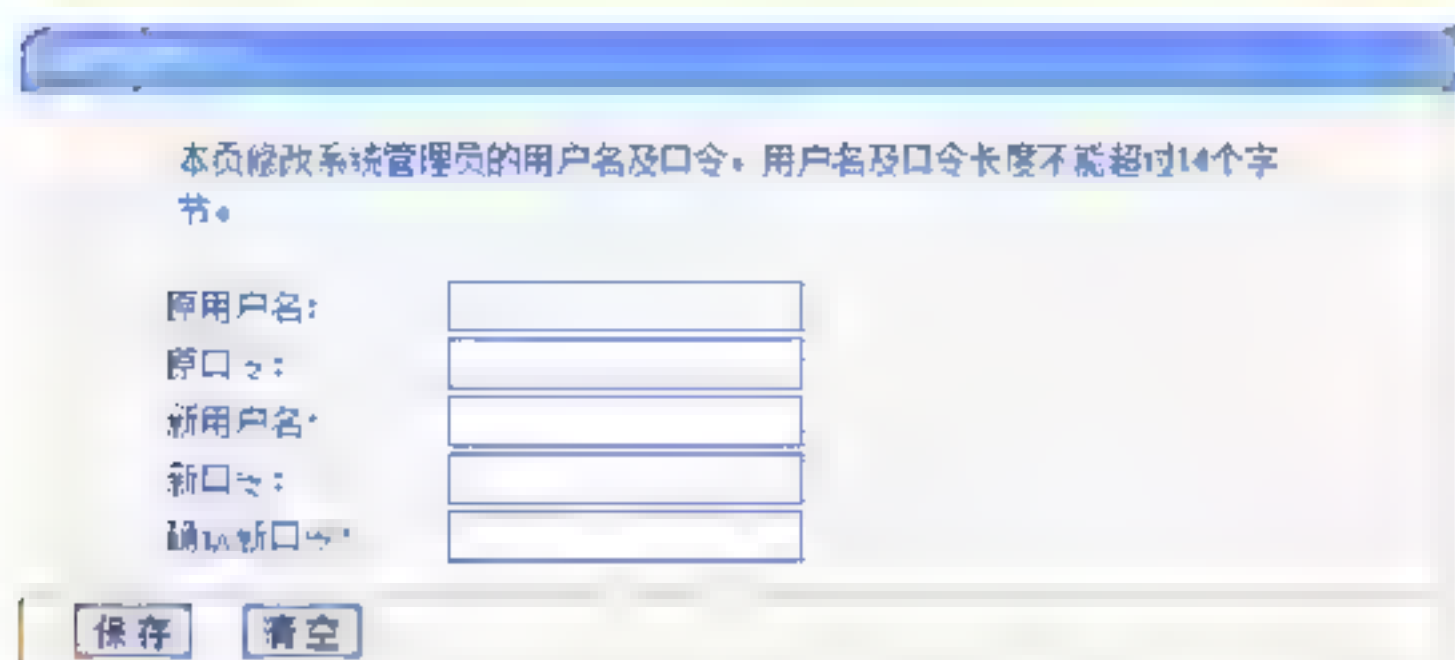 本页修改系统管理员的用户名及口令，用户名及口令长度不能超过14个字
节。
原用户名:
原口令:
新用户名:
新口令:
确认新口令:
保存 清空